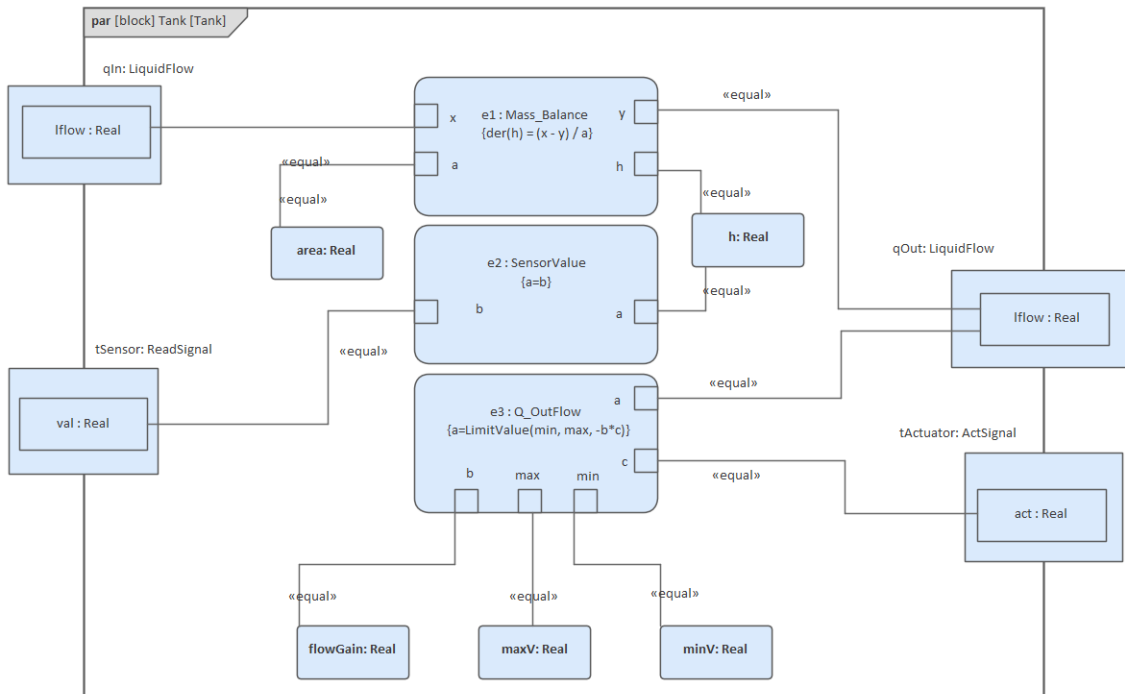 par [block] Tank [Tank]
qIn: LiquidFlow
lflow : Real
e1 : Mass_Balance
{der(h) = (x - y) / a}
x
y
a
h
«equal»
«equal»
«equal»
«equal»
area: Real
h: Real
e2 : SensorValue
{a=b}
b
a
«equal»
«equal»
qOut: LiquidFlow
lflow : Real
tSensor: ReadSignal
val : Real
e3 : Q_OutFlow
{a=LimitValue(min, max, -b*c)}
a
c
b
max
min
«equal»
«equal»
tActuator: ActSignal
act : Real
«equal»
«equal»
«equal»
flowGain: Real
maxV: Real
minV: Real